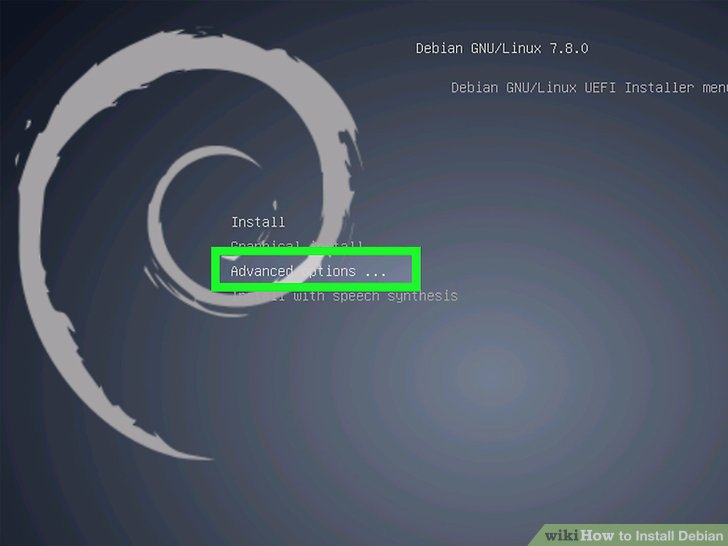 Debian GNU/Linux 7.8.0
Debian GNU/Linux UEFI Installer menu
Install
Graphical install
Advanced options ...
Install with speech synthesis
wikiHow to Install Debian